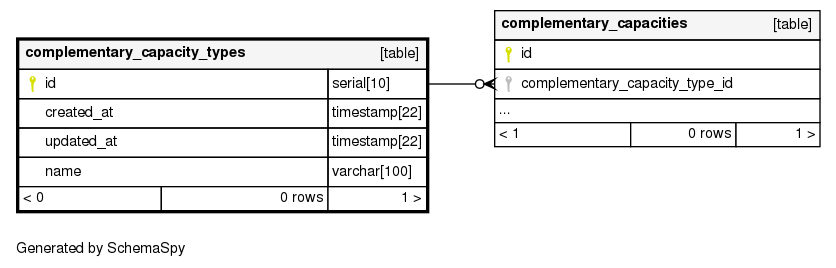 complementary_capacity_types [table]
id serial[10]
created_at timestamp[22]
updated_at timestamp[22]
name varchar[100]
< 0 0 rows 1 >
complementary_capacities [table]
id
complementary_capacity_type_id
...
< 1 0 rows 1 >
Generated by SchemaSpy